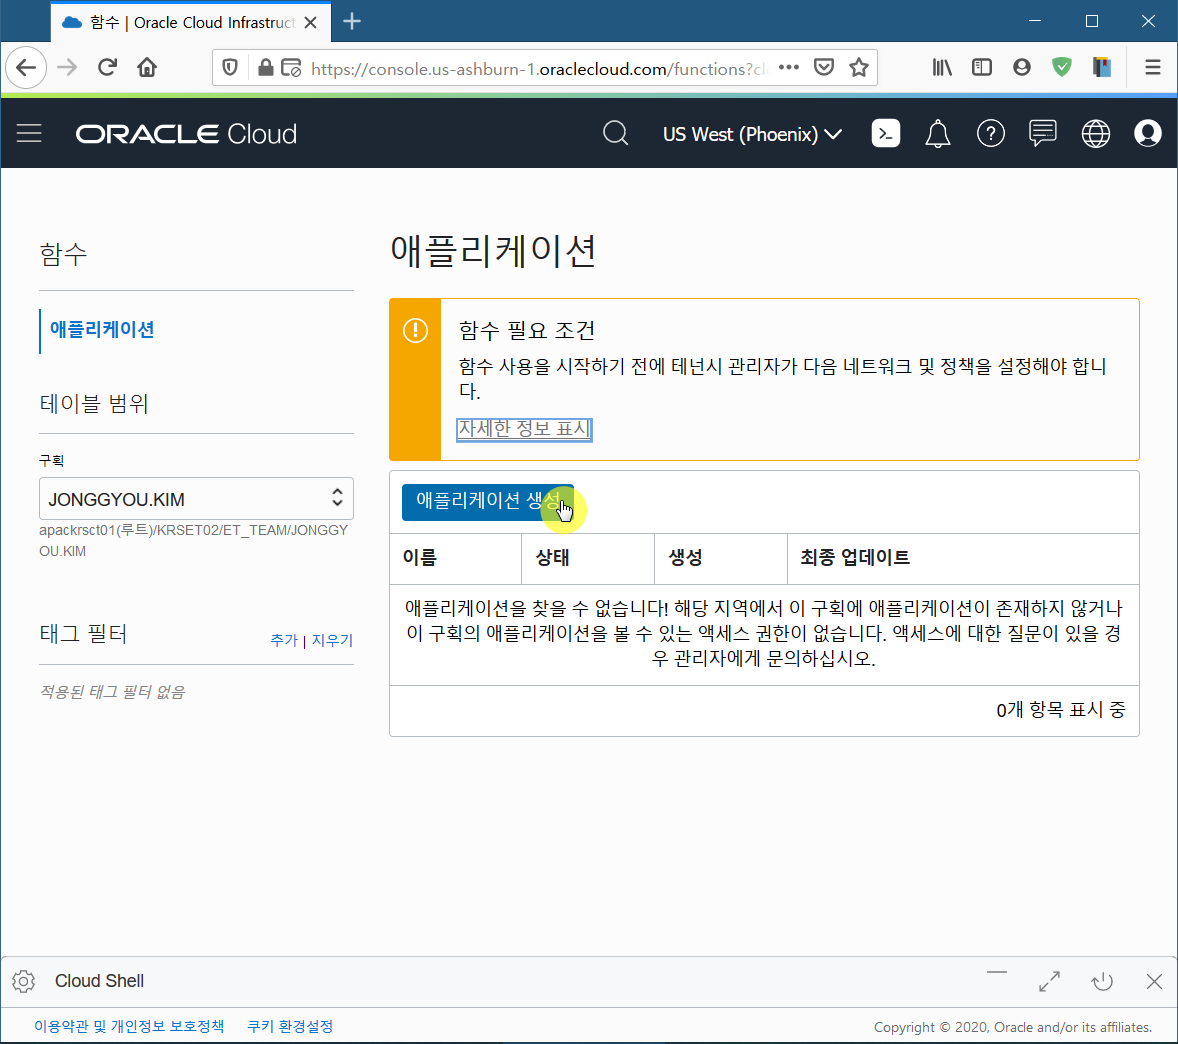 함수 | Oracle Cloud Infrastruct
https://console.us-ashburn-1.oraclecloud.com/functions?cl
ORACLE Cloud
US West (Phoenix)
함수
애플리케이션
테이블 범위
구획
JONGGYOU.KIM
apackrsct01(루트)/KRSET02/ET_TEAM/JONGGY
OU.KIM
태그 필터
추가 | 지우기
적용된 태그 필터 없음
애플리케이션
함수 필요 조건
함수 사용을 시작하기 전에 테넌시 관리자가 다음 네트워크 및 정책을 설정해야 합니
다.
자세한 정보 표시
애플리케이션 생성
이름 상태 생성 최종 업데이트
애플리케이션을 찾을 수 없습니다! 해당 지역에서 이 구획에 애플리케이션이 존재하지 않거나
이 구획의 애플리케이션을 볼 수 있는 액세스 권한이 없습니다. 액세스에 대한 질문이 있을 경
우 관리자에게 문의하십시오.
0개 항목 표시 중
Cloud Shell
이용약관 및 개인정보 보호정책 쿠키 환경설정
Copyright © 2020, Oracle and/or its affiliates.